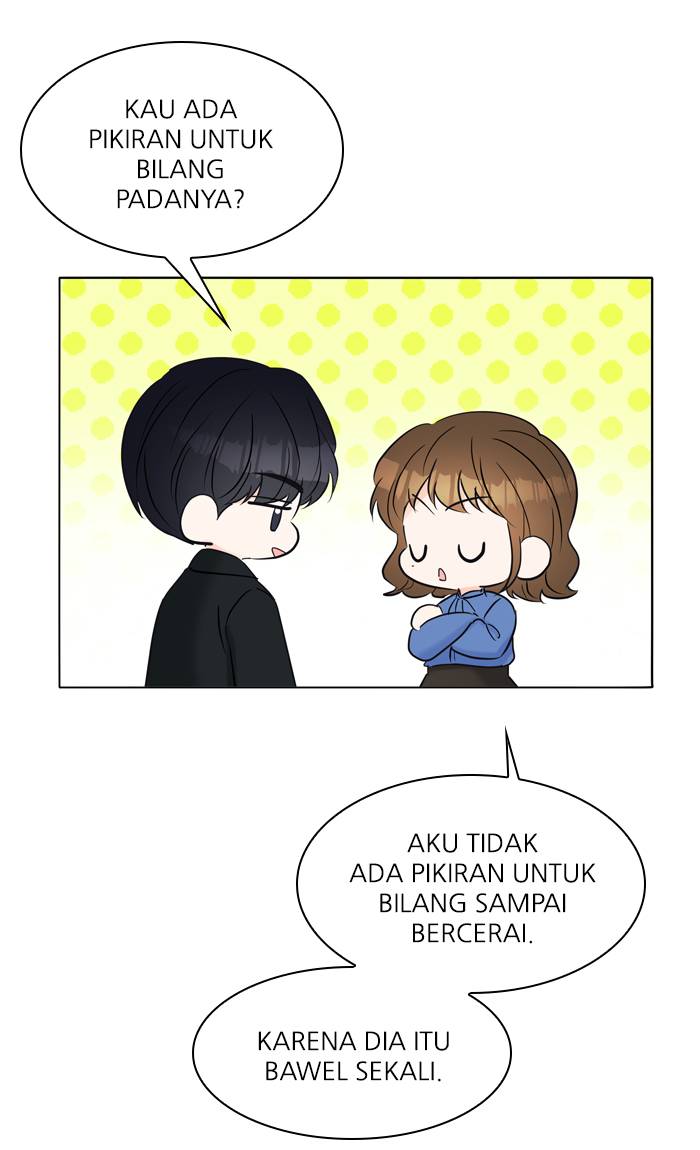 KAU ADA
PIKIRAN UNTUK
BILANG
PADANYA?
AKU TIDAK
ADA PIKIRAN UNTUK
BILANG SAMPAI
BERCERAI.
KARENA DIA ITU
BAWEL SEKALI.